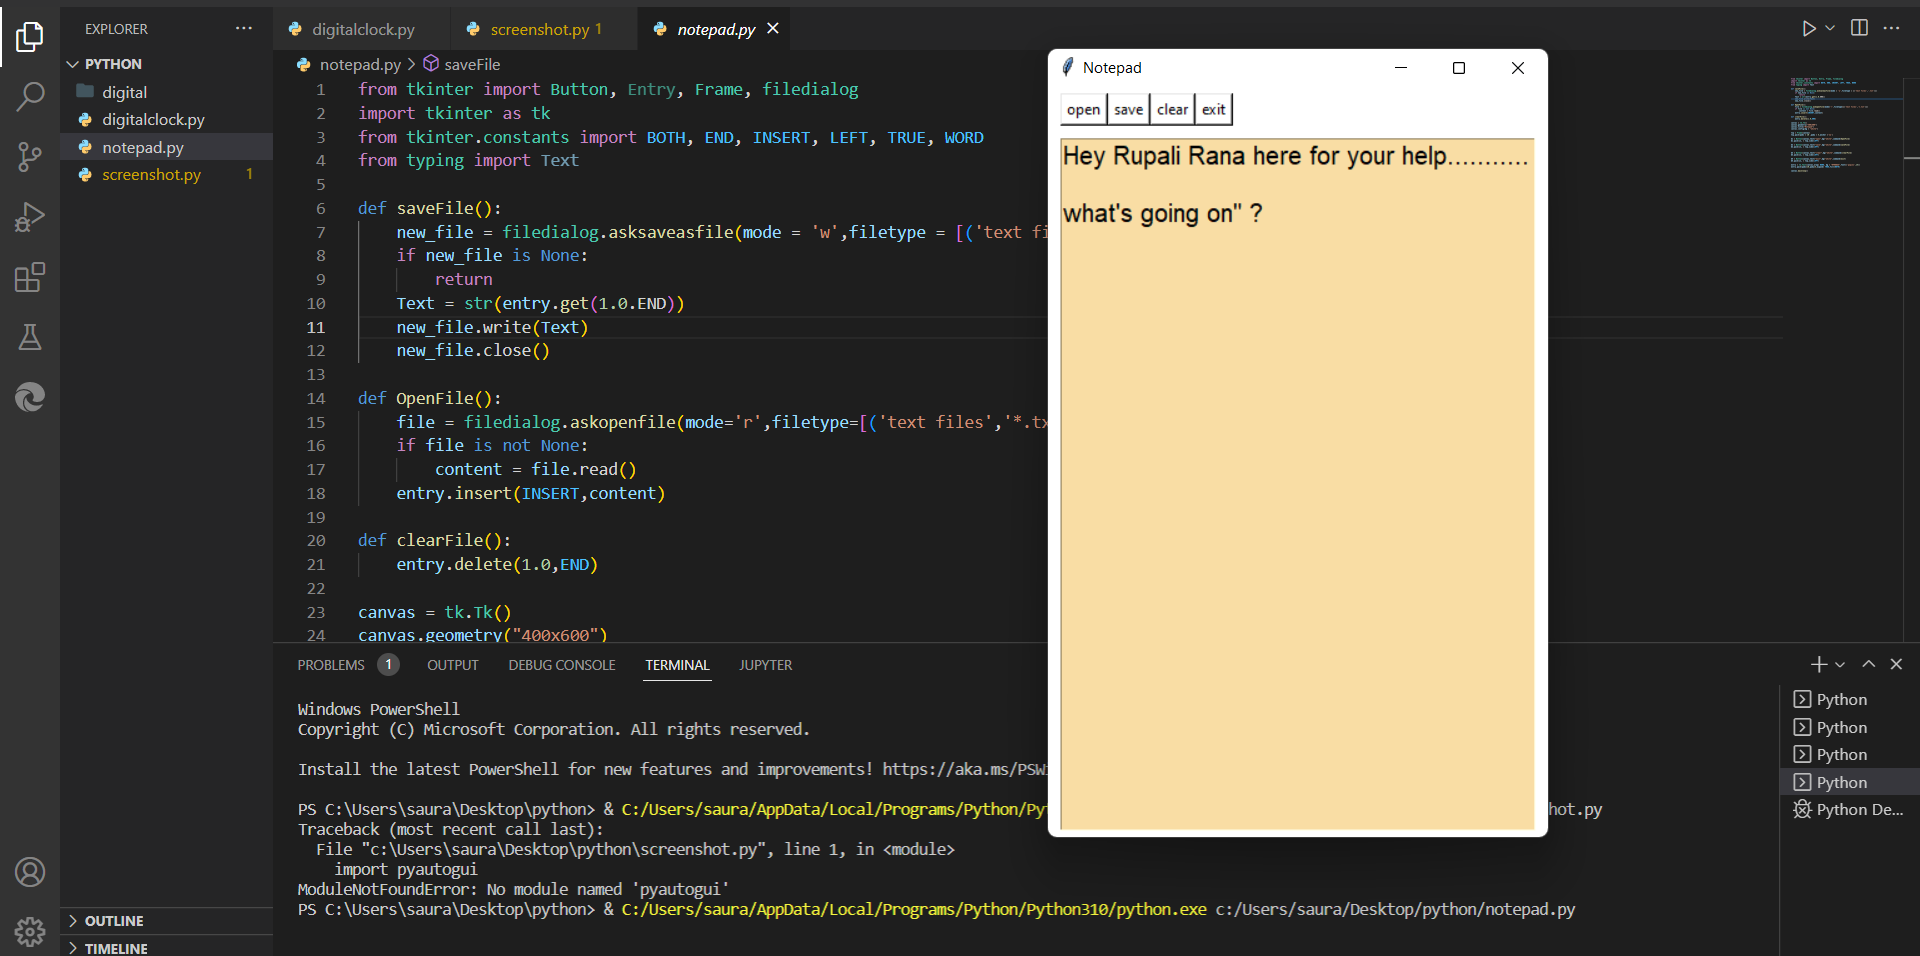 EXPLORER
PYTHON
digital
digitalclock.py
notepad.py
screenshot.py 1
OUTLINE
TIMELINE
digitalclock.py screenshot.py 1 notepad.py
notepad.py > saveFile
1 from tkinter import Button, Entry, Frame, filedialog
2 import tkinter as tk
3 from tkinter.constants import BOTH, END, INSERT, LEFT, TRUE, WORD
4 from typing import Text
5
6 def saveFile():
7 new_file = filedialog.asksaveasfile(mode = 'w',filetype = [('text fi
8 if new_file is None:
9 return
10 Text = str(entry.get(1.0.END))
11 new_file.write(Text)
12 new_file.close()
13
14 def OpenFile():
15 file = filedialog.askopenfile(mode='r',filetype=[('text files','*.tx
16 if file is not None:
17 content = file.read()
18 entry.insert(INSERT,content)
19
20 def clearFile():
21 entry.delete(1.0,END)
22
23 canvas = tk.Tk()
24 canvas.geometry("400x600")
Notepad
open save clear exit
Hey Rupali Rana here for your help...........
what's going on" ?
PROBLEMS 1 OUTPUT DEBUG CONSOLE TERMINAL JUPYTER
Windows PowerShell
Copyright (C) Microsoft Corporation. All rights reserved.
Install the latest PowerShell for new features and improvements! https://aka.ms/PSW
PS C:\Users\saura\Desktop\python> & C:/Users/saura/AppData/Local/Programs/Python/Py hot.py
Traceback (most recent call last):
File "c:\Users\saura\Desktop\python\screenshot.py", line 1, in <module>
import pyautogui
ModuleNotFoundError: No module named 'pyautogui'
PS C:\Users\saura\Desktop\python> & C:/Users/saura/AppData/Local/Programs/Python/Python310/python.exe c:/Users/saura/Desktop/python/notepad.py
Python
Python
Python
Python
Python De...